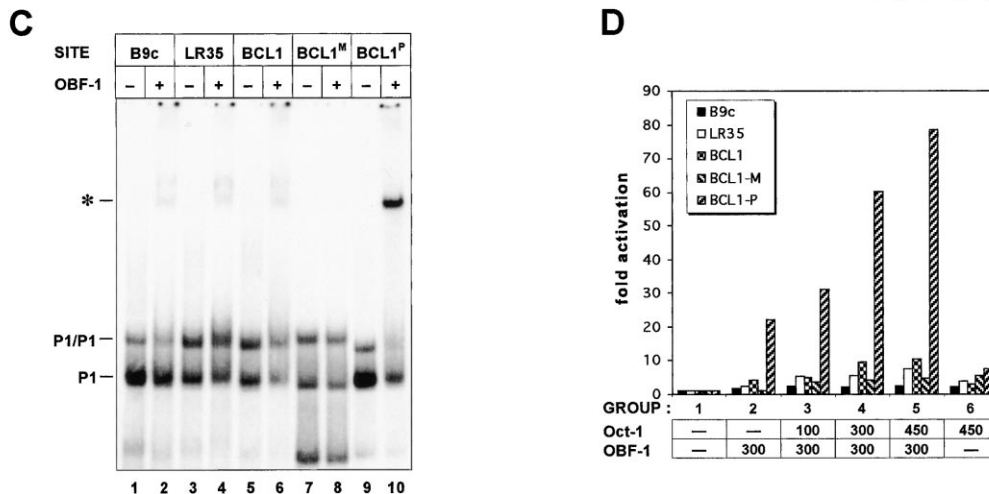 C
SITE B9c LR35 BCL1 BCL1M BCL1P
OBF-1 – + – + – + – + – +
*
P1/P1
P1
1 2 3 4 5 6 7 8 9 10
D
90
80
70
60
50
40
30
20
10
0
fold activation
B9c
LR35
BCL1
BCL1-M
BCL1-P
GROUP : 1 2 3 4 5 6
Oct-1 — — 100 300 450 450
OBF-1 — 300 300 300 300 —